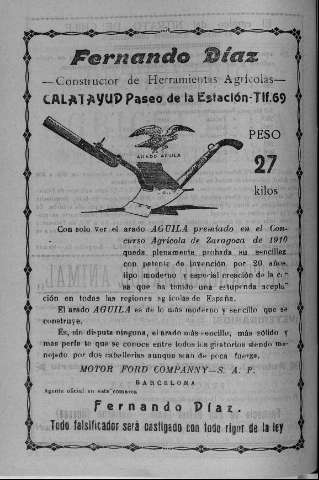 Fernando Díaz
—Constructor de Herramientas Agrícolas—
CALATAYUD Paseo de la Estación-Tlf.69
ARADO AGUILA
PESO
27
kilos
Con solo ver el arado AGUILA premiado en el Con-
curso Agrícola de Zaragoza de 1910
queda plenamente probada su sencillez
con patente de invención por 20 años,
tipo moderno y especial creación de la ca-
sa que ha tenido una estupenda acepta-
ción en todas las regiones agrícolas de España.
El arado AGUILA es de lo más moderno y sencillo que se
construye.
Es, sin disputa ninguna, el arado más sencillo, más sólido y
mas perfecto que se conoce entre todos los giratorios siendo ma-
nejado por dos caballerías aunque sean de poca fuerza.
MOTOR FORD COMPANNY—S. A. F.
BARCELONA
Agente oficial en esta comarca
Fernando Díaz.
Todo falsificador será castigado con todo rigor de la ley